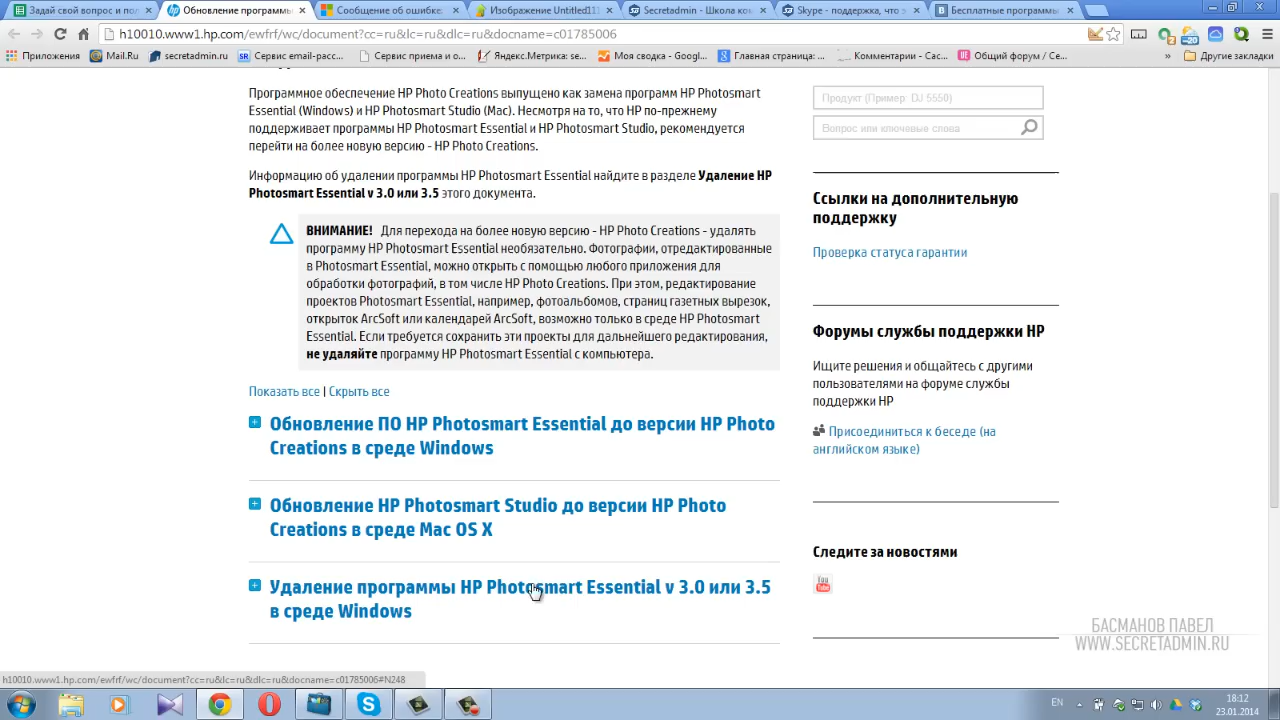 Задай свой вопрос и пол
Обновление программы
Сообщение об ошибке:
Изображение Untitled11
Secretadmin - Школа ко
Skype - поддержка, что з
Бесплатные программы
h10010.www1.hp.com/ewfrf/wc/document?cc=ru&lc=ru&dlc=ru&docname=c01785006
Приложения
Mail.Ru
secretadmin.ru
Сервис email-расс...
Сервис приема и о...
Яндекс.Метрика: se...
Моя сводка - Googl...
Главная страница: ...
Комментарии - Сас...
Общий форум / Се...
» Другие закладки
Программное обеспечение HP Photo Creations выпущено как замена программ HP Photosmart
Essential (Windows) и HP Photosmart Studio (Mac). Несмотря на то, что HP по-прежнему
поддерживает программы HP Photosmart Essential и HP Photosmart Studio, рекомендуется
перейти на более новую версию - HP Photo Creations.
Информацию об удалении программы HP Photosmart Essential найдите в разделе Удаление HP
Photosmart Essential v 3.0 или 3.5 этого документа.
ВНИМАНИЕ! Для перехода на более новую версию - HP Photo Creations - удалять
программу HP Photosmart Essential необязательно. Фотографии, отредактированные
в Photosmart Essential, можно открыть с помощью любого приложения для
обработки фотографий, в том числе HP Photo Creations. При этом, редактирование
проектов Photosmart Essential, например, фотоальбомов, страниц газетных вырезок,
открыток ArcSoft или календарей ArcSoft, возможно только в среде HP Photosmart
Essential. Если требуется сохранить эти проекты для дальнейшего редактирования,
не удаляйте программу HP Photosmart Essential с компьютера.
Показать все | Скрыть все
Обновление ПО HP Photosmart Essential до версии HP Photo
Creations в среде Windows
Обновление HP Photosmart Studio до версии HP Photo
Creations в среде Mac OS X
Удаление программы HP Photosmart Essential v 3.0 или 3.5
в среде Windows
Продукт (Пример: DJ 5550)
Вопрос или ключевые слова
Ссылки на дополнительную
поддержку
Проверка статуса гарантии
Форумы службы поддержки HP
Ищите решения и общайтесь с другими
пользователями на форуме службы
поддержки HP
Присоединиться к беседе (на
английском языке)
Следите за новостями
You
Tube
БАСМАНОВ ПАВЕЛ
WWW.SECRETADMIN.RU
h10010.www1.hp.com/ewfrf/wc/document?cc=ru&lc=ru&dlc=ru&docname=c01785006#N248
EN
18:12
23.01.2014